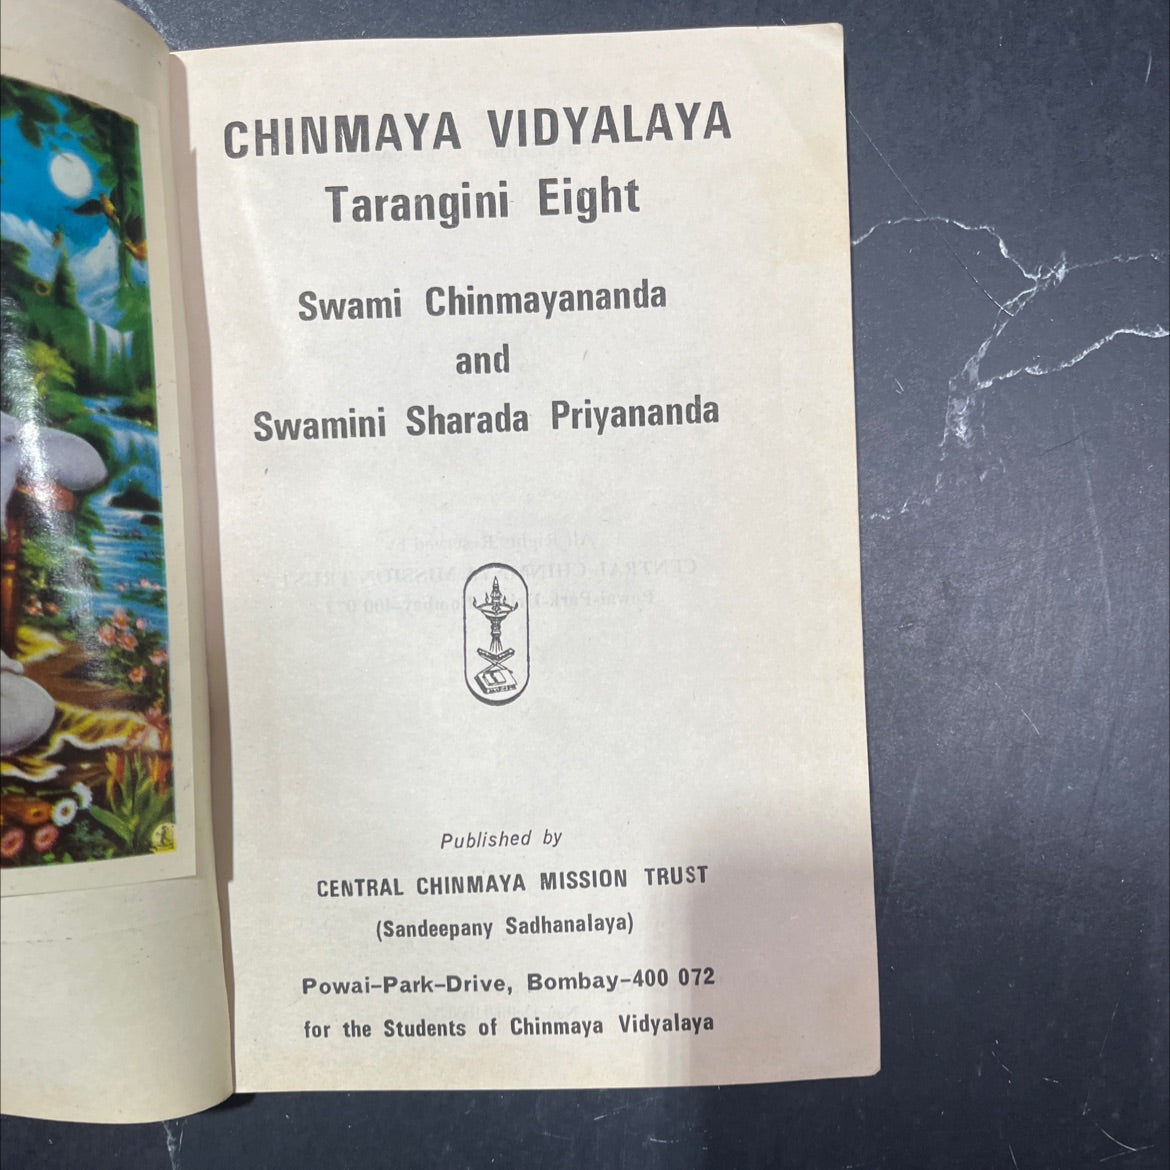 CHINMAYA VIDYALAYA
Tarangini Eight
Swami Chinmayananda
and
Swamini Sharada Priyananda
Published by
CENTRAL CHINMAYA MISSION TRUST
(Sandeepany Sadhanalaya)
Powai-Park-Drive, Bombay-400 072
for the Students of Chinmaya Vidyalaya